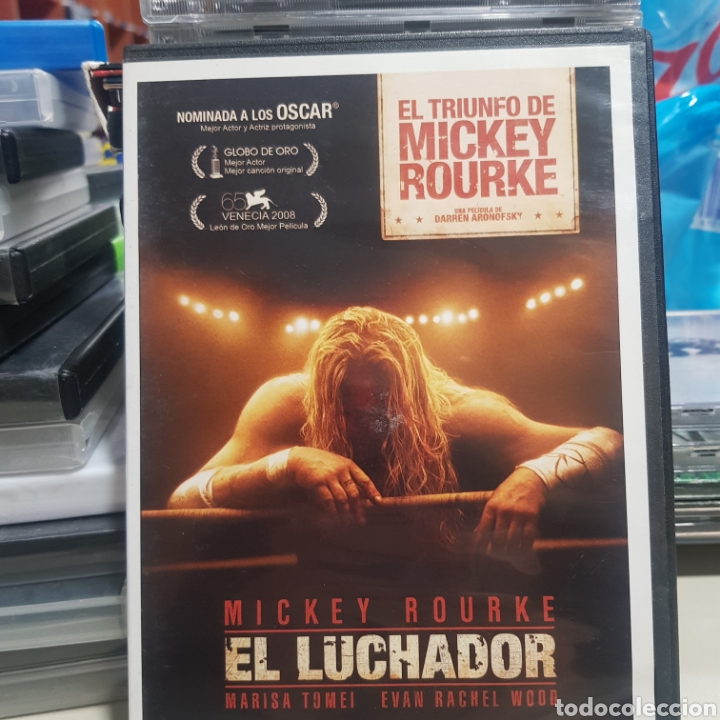 NOMINADA A LOS OSCAR®
Mejor Actor y Actriz protagonista
GLOBO DE ORO
Mejor Actor
Mejor canción original
65
VENECIA 2008
León de Oro Mejor Película
EL TRIUNFO DE
MICKEY
ROURKE
UNA PELÍCULA DE
DARREN ARONOFSKY
MICKEY ROURKE
EL LUCHADOR
MARISA TOMEI EVAN RACHEL WOOD
todocoleccion